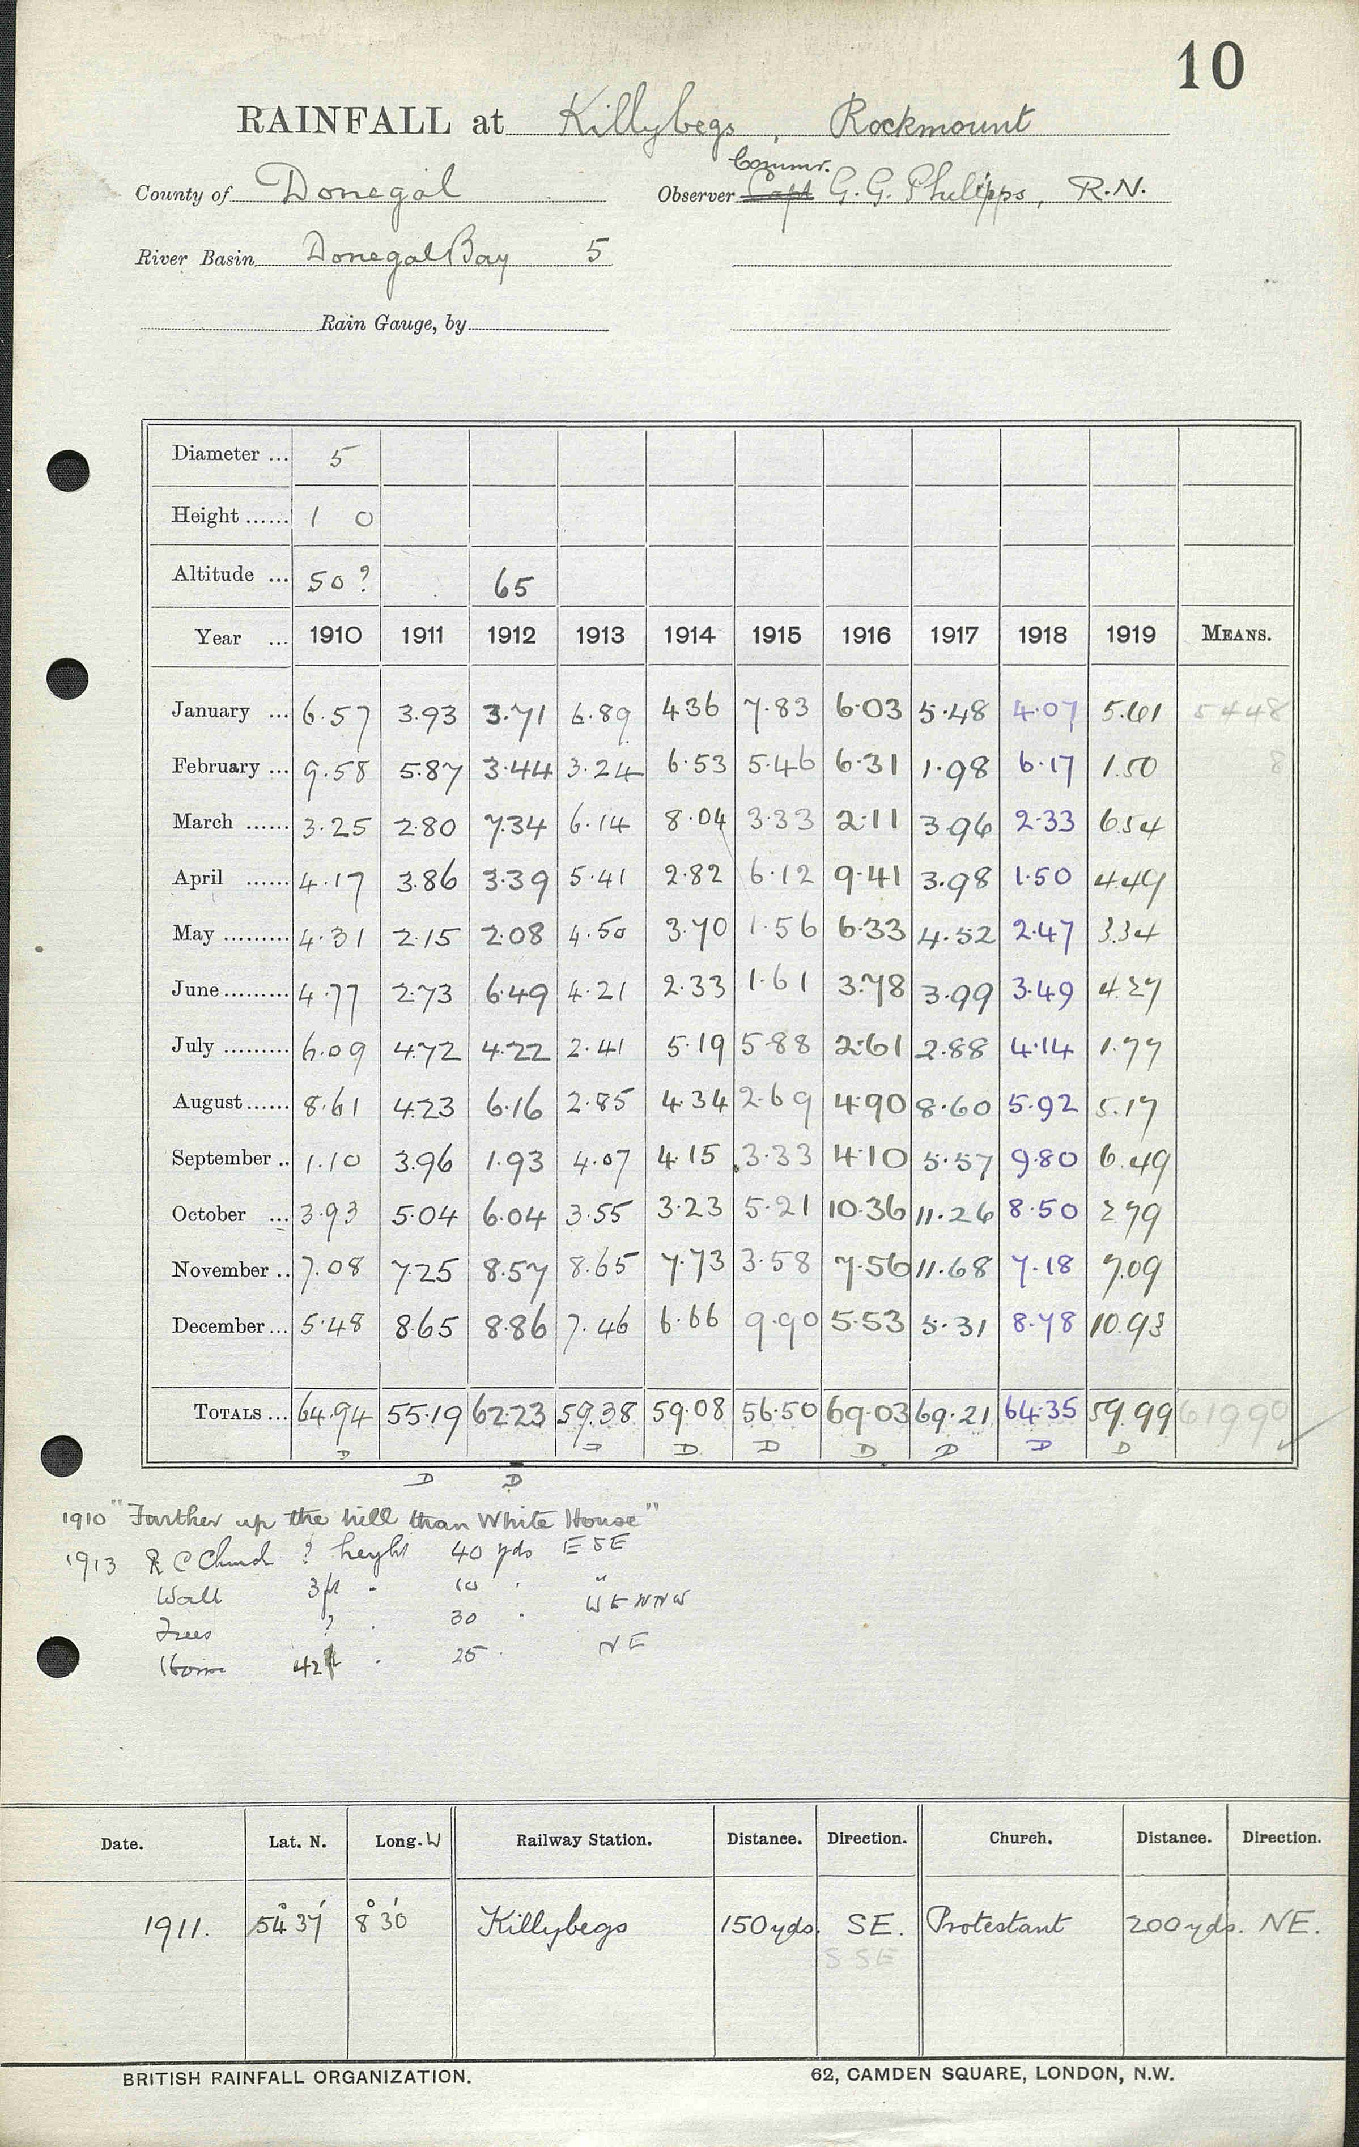 10
RAINFALL at Killybegs, Rockmount
Commr.
County of Donegal Observer Capt G. G. Philipps, R.N.
River Basin Donegal Bay 5
Rain Gauge, by
Diameter ... 5
Height ...... 1 0
Altitude ... 50? 65
Year ... 1910 1911 1912 1913 1914 1915 1916 1917 1918 1919 MEANS.
January ... 6.57 3.93 3.71 6.89 4.36 7.83 6.03 5.48 4.07 5.61 5448
February ... 9.58 5.87 3.44 3.24 6.53 5.46 6.31 1.98 6.17 1.50 8
March ...... 3.25 2.80 7.34 6.14 8.04 3.33 2.11 3.96 2.33 6.54
April ...... 4.17 3.86 3.39 5.41 2.82 6.12 9.41 3.98 1.50 4.49
May ......... 4.31 2.15 2.08 4.50 3.70 1.56 6.33 4.52 2.47 3.34
June ......... 4.77 2.73 6.49 4.21 2.33 1.61 3.78 3.99 3.49 4.27
July ......... 6.09 4.72 4.22 2.41 5.19 5.88 2.61 2.88 4.14 1.77
August ...... 8.61 4.23 6.16 2.85 4.34 2.69 4.90 8.60 5.92 5.17
September .. 1.10 3.96 1.93 4.07 4.15 3.33 4.10 5.57 9.80 6.49
October ... 3.93 5.04 6.04 3.55 3.23 5.21 10.36 11.26 8.50 2.79
November .. 7.08 7.25 8.57 8.65 7.73 3.58 7.56 11.68 7.18 7.09
December ... 5.48 8.65 8.86 7.46 6.66 9.90 5.53 5.31 8.78 10.93
TOTALS ... 64.94 55.19 62.23 59.38 59.08 56.50 69.03 69.21 64.35 59.99 61990
D D D D D D D D
D D
1910 "Farther up the hill than White House"
1913 R C Church ? height 40 yds ESE
Wall 3ft " 10 " "
Trees ? " 30 " W & NNW
House 42ft " 25 " NE
Date. Lat. N. Long. W Railway Station. Distance. Direction. Church. Distance. Direction.
1911. 54° 37' 8° 30' Killybegs 150 yds. SE. Protestant 200 yds. NE.
SSE
BRITISH RAINFALL ORGANIZATION. 62, CAMDEN SQUARE, LONDON, N.W.